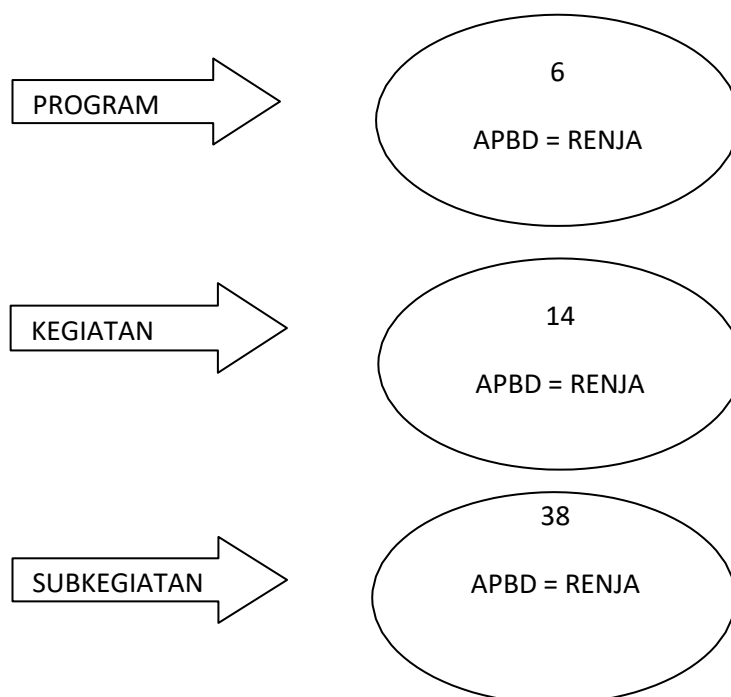 PROGRAM
6
APBD = RENJA
KEGIATAN
14
APBD = RENJA
SUBKEGIATAN
38
APBD = RENJA